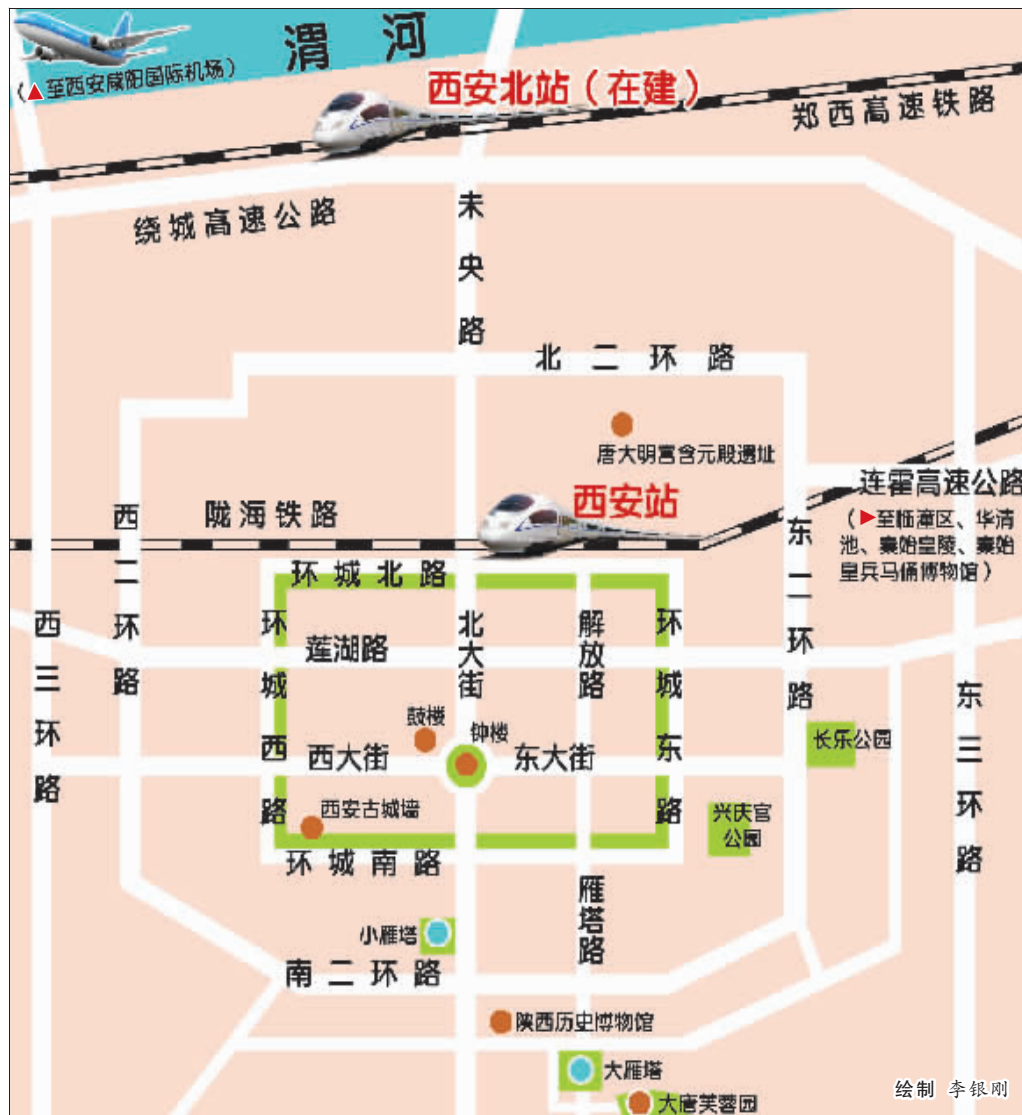 渭河
（▲至西安咸阳国际机场）
西安北站（在建）
郑西高速铁路
绕城高速公路
未央路
北二环路
唐大明宫含元殿遗址
西安站
连霍高速公路
（▶至临潼区、华清
池、秦始皇陵、秦始
皇兵马俑博物馆）
陇海铁路
西二环路
东二环路
环城北路
西三环路
环城西路
莲湖路
北大街
解放路
环城东路
东三环路
鼓楼
钟楼
西大街
东大街
长乐公园
西安古城墙
兴庆宫
公园
环城南路
雁塔路
小雁塔
南二环路
陕西历史博物馆
大雁塔
大唐芙蓉园
绘制 李银刚